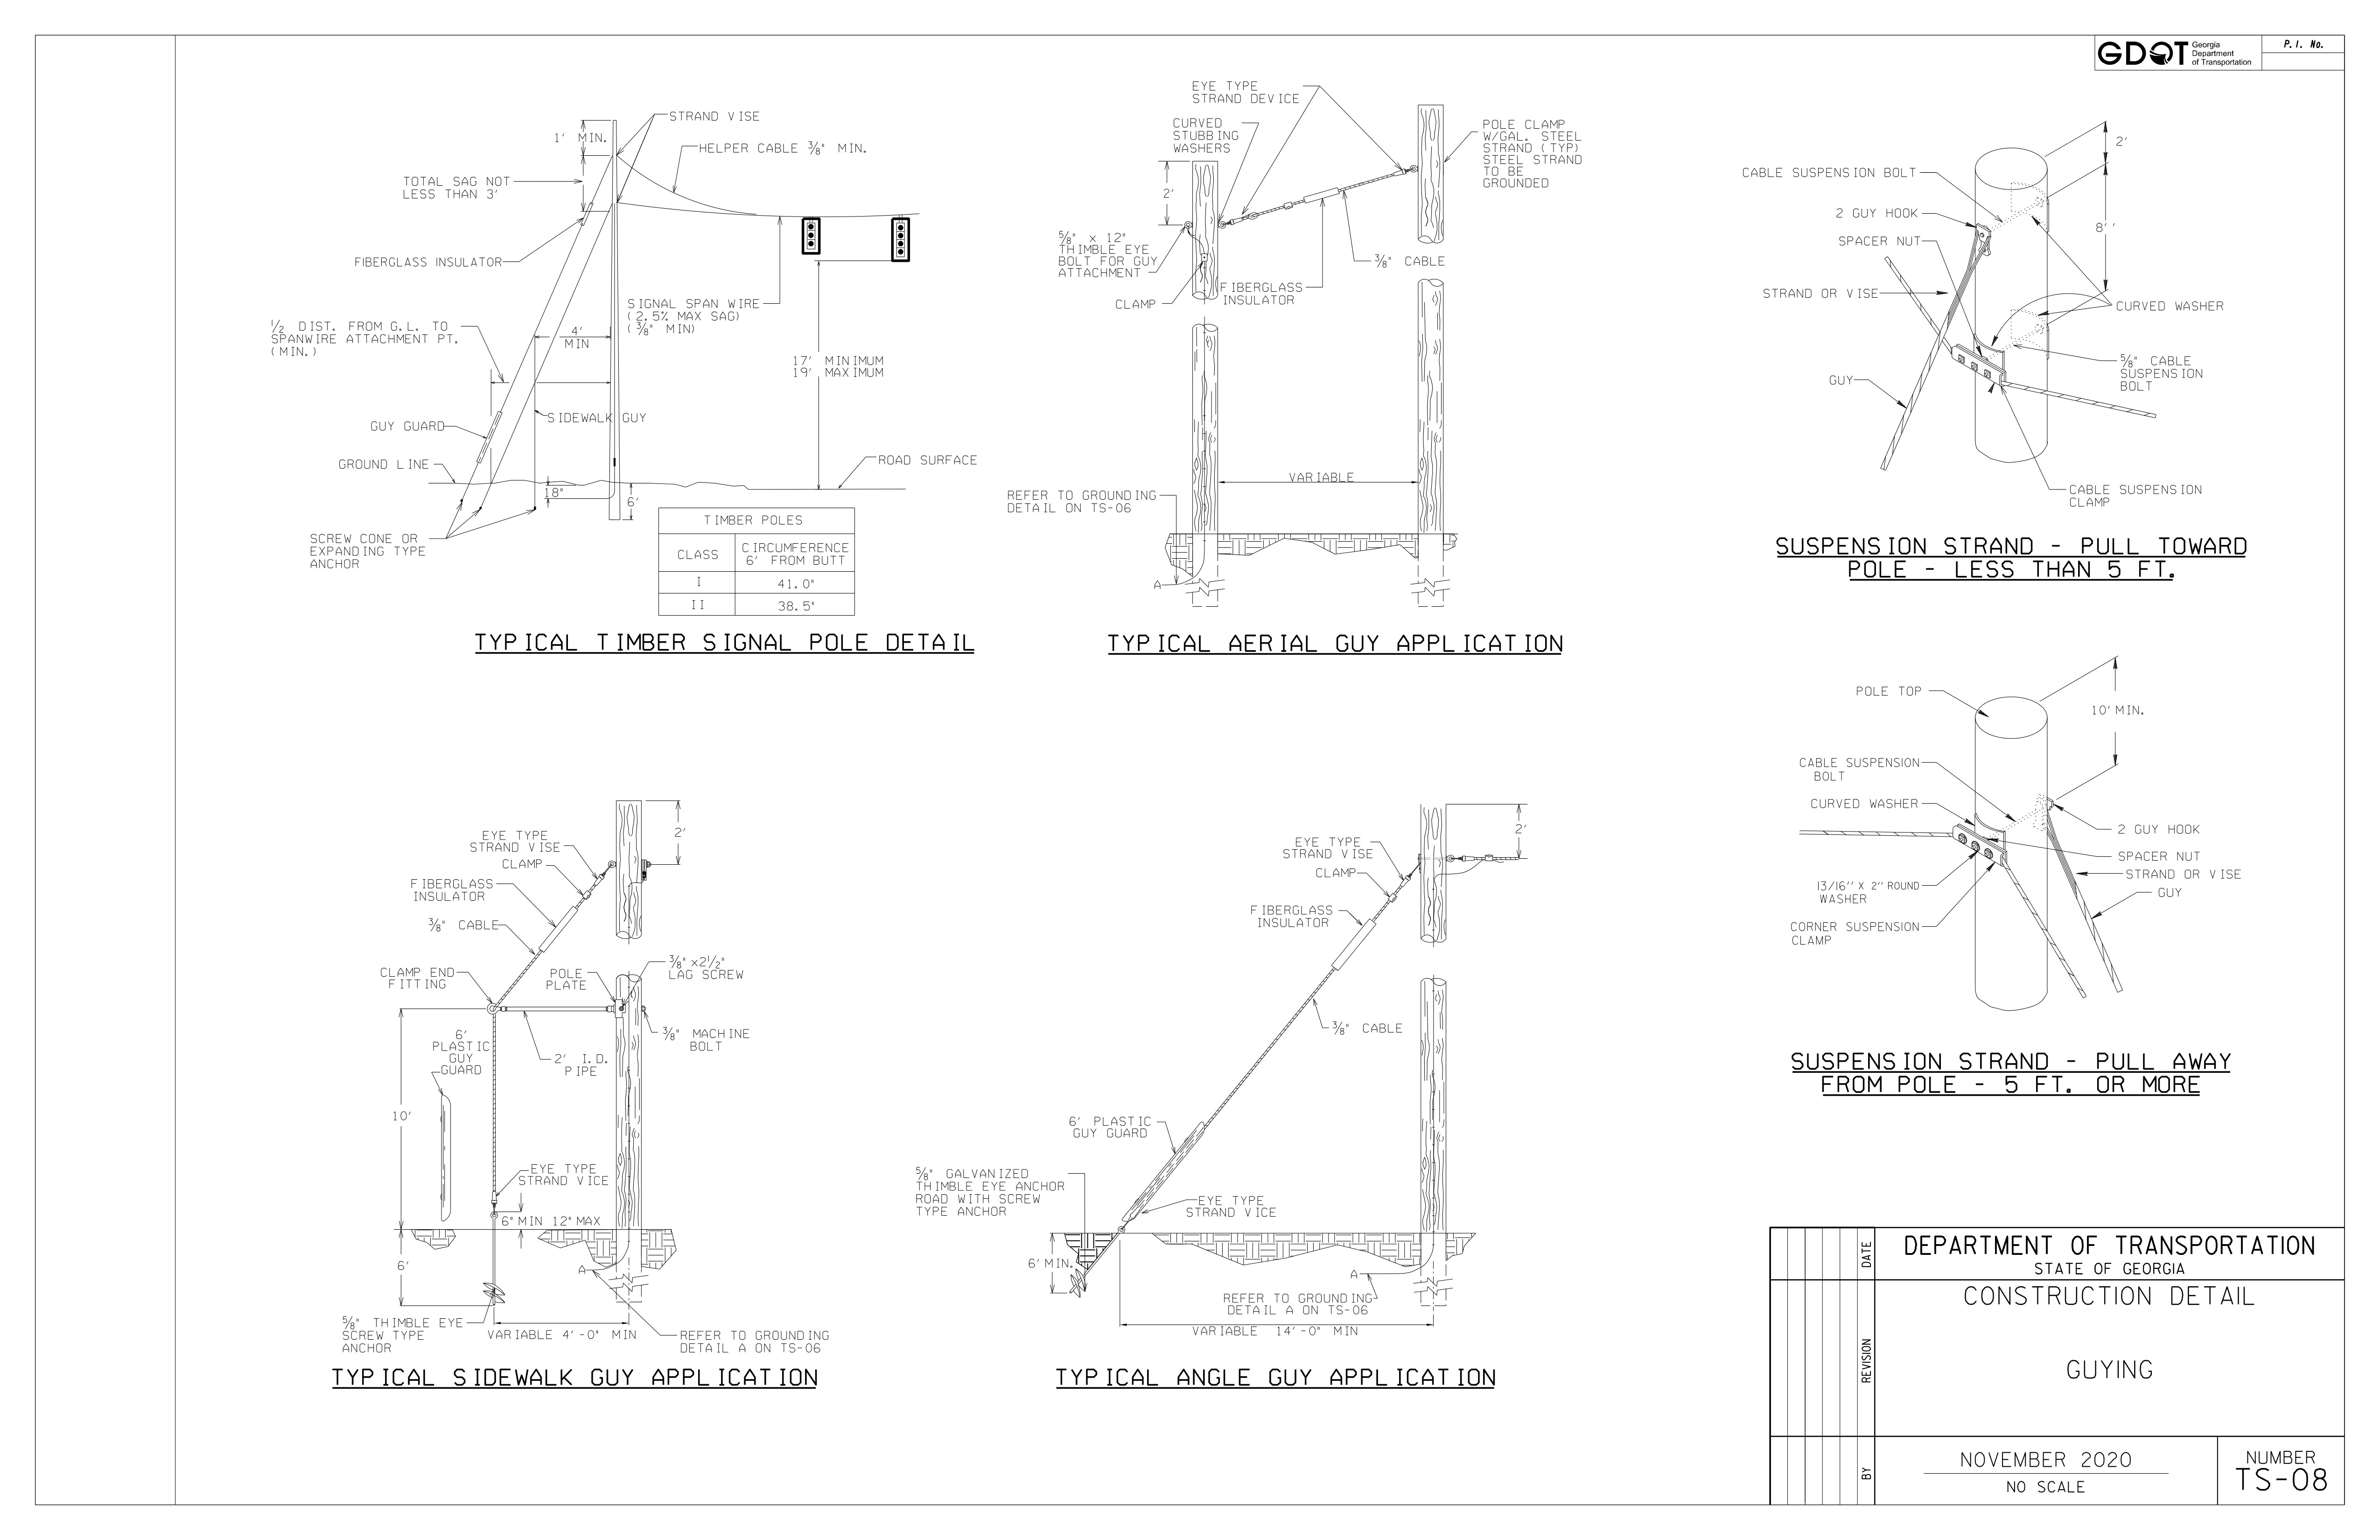 GDOT
Georgia
Department
of Transportation
P. I. No.
STRAND VISE
1' MIN.
HELPER CABLE 3/8" MIN.
TOTAL SAG NOT
LESS THAN 3'
FIBERGLASS INSULATOR
SIGNAL SPAN WIRE
(2.5% MAX SAG)
(3/8" MIN)
1/2 DIST. FROM G.L. TO
SPANWIRE ATTACHMENT PT.
(MIN.)
4'
MIN
17' MINIMUM
19' MAXIMUM
SIDEWALK GUY
GUY GUARD
GROUND LINE
ROAD SURFACE
18"
6'
SCREW CONE OR
EXPANDING TYPE
ANCHOR
TIMBER POLES
CLASS
CIRCUMFERENCE
6' FROM BUTT
I
41.0"
II
38.5"
TYPICAL TIMBER SIGNAL POLE DETAIL
EYE TYPE
STRAND DEVICE
CURVED
STUBBING
WASHERS
POLE CLAMP
W/GAL. STEEL
STRAND (TYP)
STEEL STRAND
TO BE
GROUNDED
2'
5/8" x 12"
THIMBLE EYE
BOLT FOR GUY
ATTACHMENT
3/8" CABLE
FIBERGLASS
INSULATOR
CLAMP
VARIABLE
REFER TO GROUNDING
DETAIL ON TS-06
A
TYPICAL AERIAL GUY APPLICATION
2'
CABLE SUSPENSION BOLT
2 GUY HOOK
8''
SPACER NUT
STRAND OR VISE
CURVED WASHER
5/8" CABLE
SUSPENSION
BOLT
GUY
CABLE SUSPENSION
CLAMP
SUSPENSION STRAND - PULL TOWARD
POLE - LESS THAN 5 FT.
POLE TOP
10' MIN.
CABLE SUSPENSION
BOLT
CURVED WASHER
2 GUY HOOK
SPACER NUT
STRAND OR VISE
13/16'' X 2'' ROUND
WASHER
GUY
CORNER SUSPENSION
CLAMP
SUSPENSION STRAND - PULL AWAY
FROM POLE - 5 FT. OR MORE
2'
EYE TYPE
STRAND VISE
CLAMP
FIBERGLASS
INSULATOR
3/8" CABLE
CLAMP END
FITTING
POLE
PLATE
3/8" x2 1/2"
LAG SCREW
3/8" MACHINE
BOLT
6'
PLASTIC
GUY
GUARD
2' I.D.
PIPE
10'
EYE TYPE
STRAND VICE
6" MIN 12" MAX
6'
A
5/8" THIMBLE EYE
SCREW TYPE
ANCHOR
VARIABLE 4'-0" MIN
REFER TO GROUNDING
DETAIL A ON TS-06
TYPICAL SIDEWALK GUY APPLICATION
2'
EYE TYPE
STRAND VISE
CLAMP
FIBERGLASS
INSULATOR
3/8" CABLE
6' PLASTIC
GUY GUARD
5/8" GALVANIZED
THIMBLE EYE ANCHOR
ROAD WITH SCREW
TYPE ANCHOR
EYE TYPE
STRAND VICE
6' MIN.
A
REFER TO GROUNDING
DETAIL A ON TS-06
VARIABLE 14'-0" MIN
TYPICAL ANGLE GUY APPLICATION
DATE
REVISION
BY
DEPARTMENT OF TRANSPORTATION
STATE OF GEORGIA
CONSTRUCTION DETAIL
GUYING
NOVEMBER 2020
NO SCALE
NUMBER
TS-08